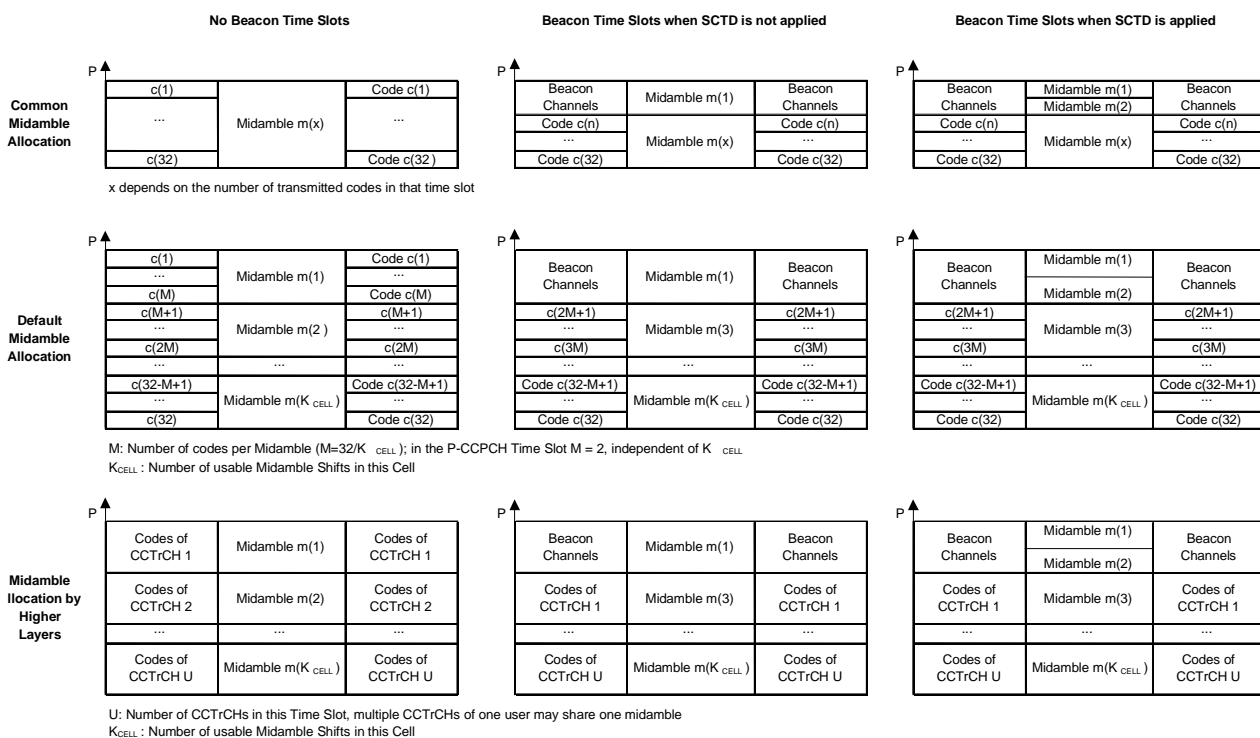 No Beacon Time Slots
Beacon Time Slots when SCTD is not applied
Beacon Time Slots when SCTD is applied
Common
Midamble
Allocation
P
c(1)
...
c(32)
Midamble m(x)
Code c(1)
...
Code c(32)
x depends on the number of transmitted codes in that time slot
P
Beacon
Channels
Code c(n)
...
Code c(32)
Midamble m(1)
Midamble m(x)
Beacon
Channels
Code c(n)
...
Code c(32)
P
Beacon
Channels
Code c(n)
...
Code c(32)
Midamble m(1)
Midamble m(2)
Midamble m(x)
Beacon
Channels
Code c(n)
...
Code c(32)
Default
Midamble
Allocation
P
c(1)
...
c(M)
c(M+1)
...
c(2M)
...
c(32-M+1)
...
c(32)
Midamble m(1)
Midamble m(2 )
...
Midamble m(K CELL )
Code c(1)
...
Code c(M)
c(M+1)
...
c(2M)
...
Code c(32-M+1)
...
Code c(32)
P
Beacon
Channels
c(2M+1)
...
c(3M)
...
Code c(32-M+1)
...
Code c(32)
Midamble m(1)
Midamble m(3)
...
Midamble m(K CELL )
Beacon
Channels
c(2M+1)
...
c(3M)
...
Code c(32-M+1)
...
Code c(32)
P
Beacon
Channels
c(2M+1)
...
c(3M)
...
Code c(32-M+1)
...
Code c(32)
Midamble m(1)
Midamble m(2)
Midamble m(3)
...
Midamble m(K CELL )
Beacon
Channels
c(2M+1)
...
c(3M)
...
Code c(32-M+1)
...
Code c(32)
M: Number of codes per Midamble (M=32/K CELL ); in the P-CCPCH Time Slot M = 2, independent of K CELL
KCELL : Number of usable Midamble Shifts in this Cell
Midamble
llocation by
Higher
Layers
P
Codes of
CCTrCH 1
Codes of
CCTrCH 2
...
Codes of
CCTrCH U
Midamble m(1)
Midamble m(2)
...
Midamble m(K CELL )
Codes of
CCTrCH 1
Codes of
CCTrCH 2
...
Codes of
CCTrCH U
P
Beacon
Channels
Codes of
CCTrCH 1
...
Codes of
CCTrCH U
Midamble m(1)
Midamble m(3)
...
Midamble m(K CELL )
Beacon
Channels
Codes of
CCTrCH 1
...
Codes of
CCTrCH U
P
Beacon
Channels
Codes of
CCTrCH 1
...
Codes of
CCTrCH U
Midamble m(1)
Midamble m(2)
Midamble m(3)
...
Midamble m(K CELL )
Beacon
Channels
Codes of
CCTrCH 1
...
Codes of
CCTrCH U
U: Number of CCTrCHs in this Time Slot, multiple CCTrCHs of one user may share one midamble
KCELL : Number of usable Midamble Shifts in this Cell